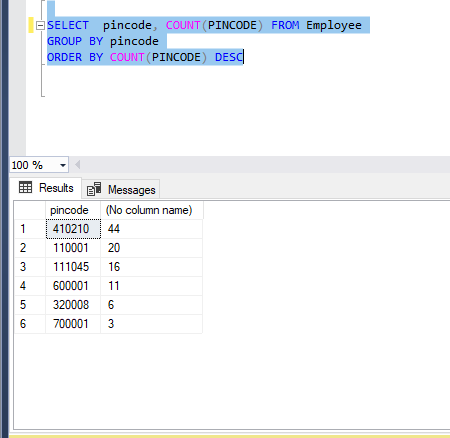 SELECT pincode, COUNT(PINCODE) FROM Employee
GROUP BY pincode
ORDER BY COUNT(PINCODE) DESC
100 %
Results Messages
pincode (No column name)
1 410210 44
2 110001 20
3 111045 16
4 600001 11
5 320008 6
6 700001 3